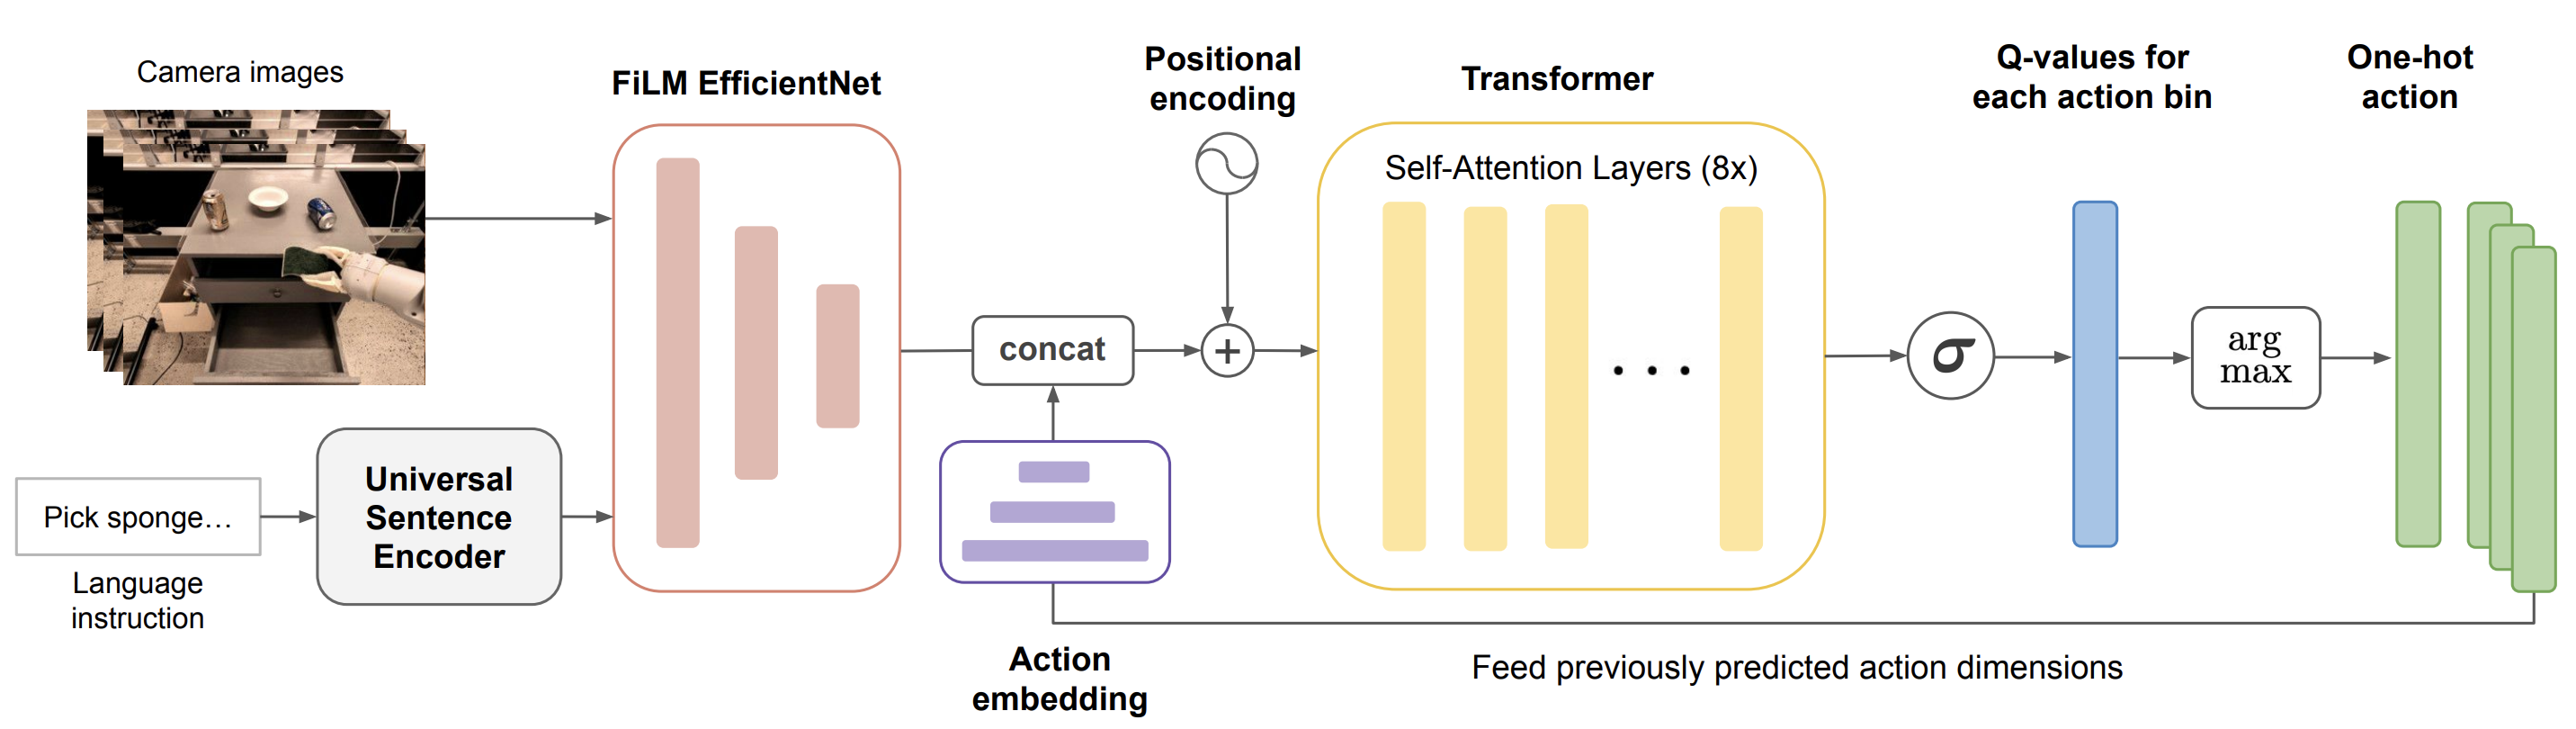 Camera images
Pick sponge…
Language
instruction
Universal
Sentence
Encoder
FiLM EfficientNet
concat
Action
embedding
Positional
encoding
+
Transformer
Self-Attention Layers (8x)
. . .
σ
Q-values for
each action bin
arg
max
One-hot
action
Feed previously predicted action dimensions